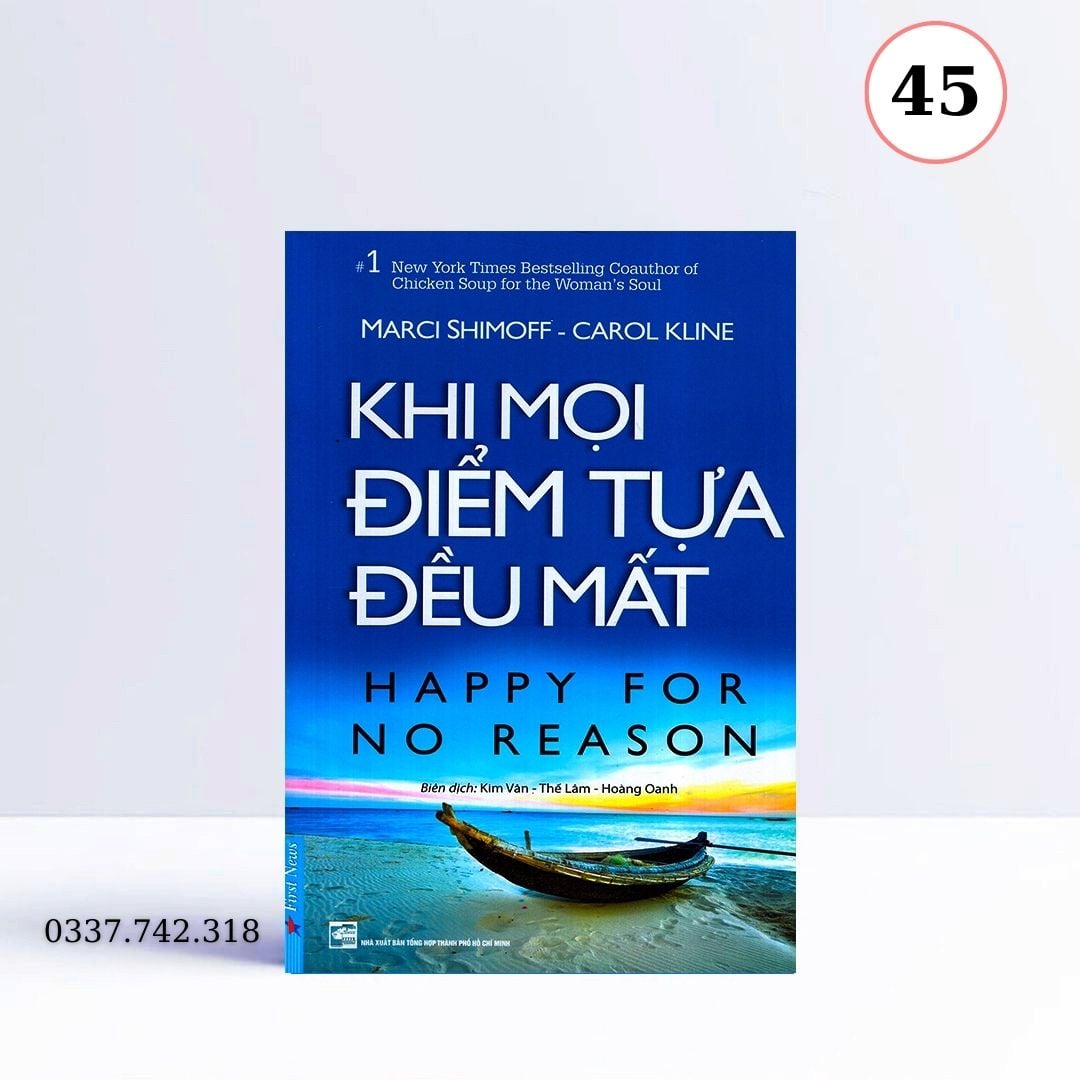 45
#1 New York Times Bestselling Coauthor of
Chicken Soup for the Woman's Soul
MARCI SHIMOFF - CAROL KLINE
KHI MỌI
ĐIỂM TỰA
ĐỀU MẤT
HAPPY FOR
NO REASON
Biên dịch: Kim Vân - Thế Lâm - Hoàng Oanh
First News
NHÀ XUẤT BẢN TỔNG HỢP THÀNH PHỐ HỒ CHÍ MINH
0337.742.318